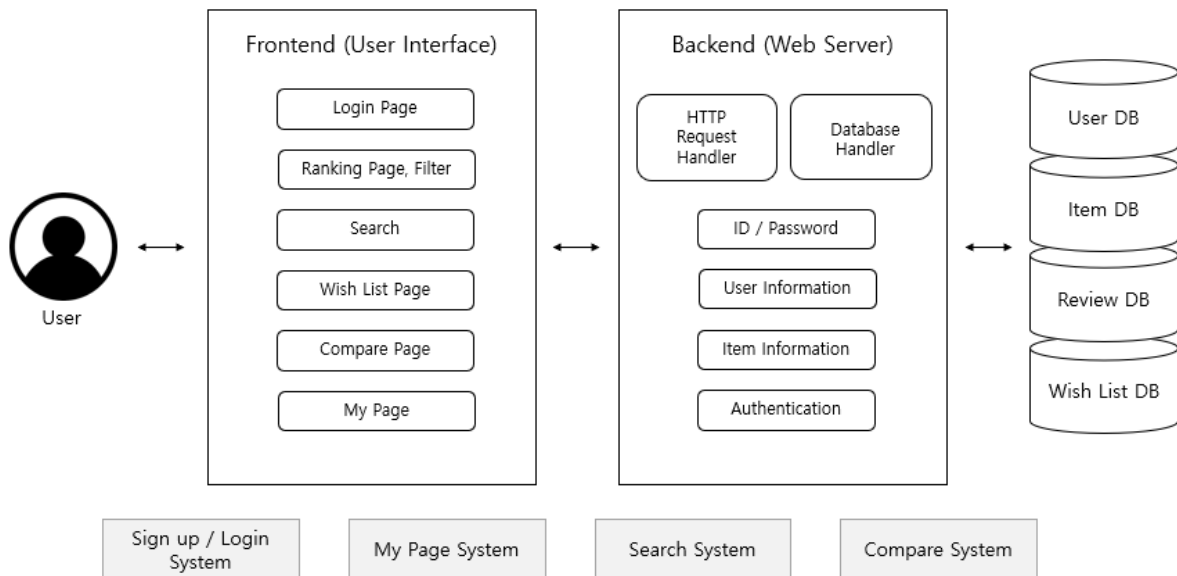 Frontend (User Interface)
Login Page
Ranking Page, Filter
Search
Wish List Page
Compare Page
My Page
User
Backend (Web Server)
HTTP
Request
Handler
Database
Handler
ID / Password
User Information
Item Information
Authentication
User DB
Item DB
Review DB
Wish List DB
Sign up / Login
System
My Page System
Search System
Compare System